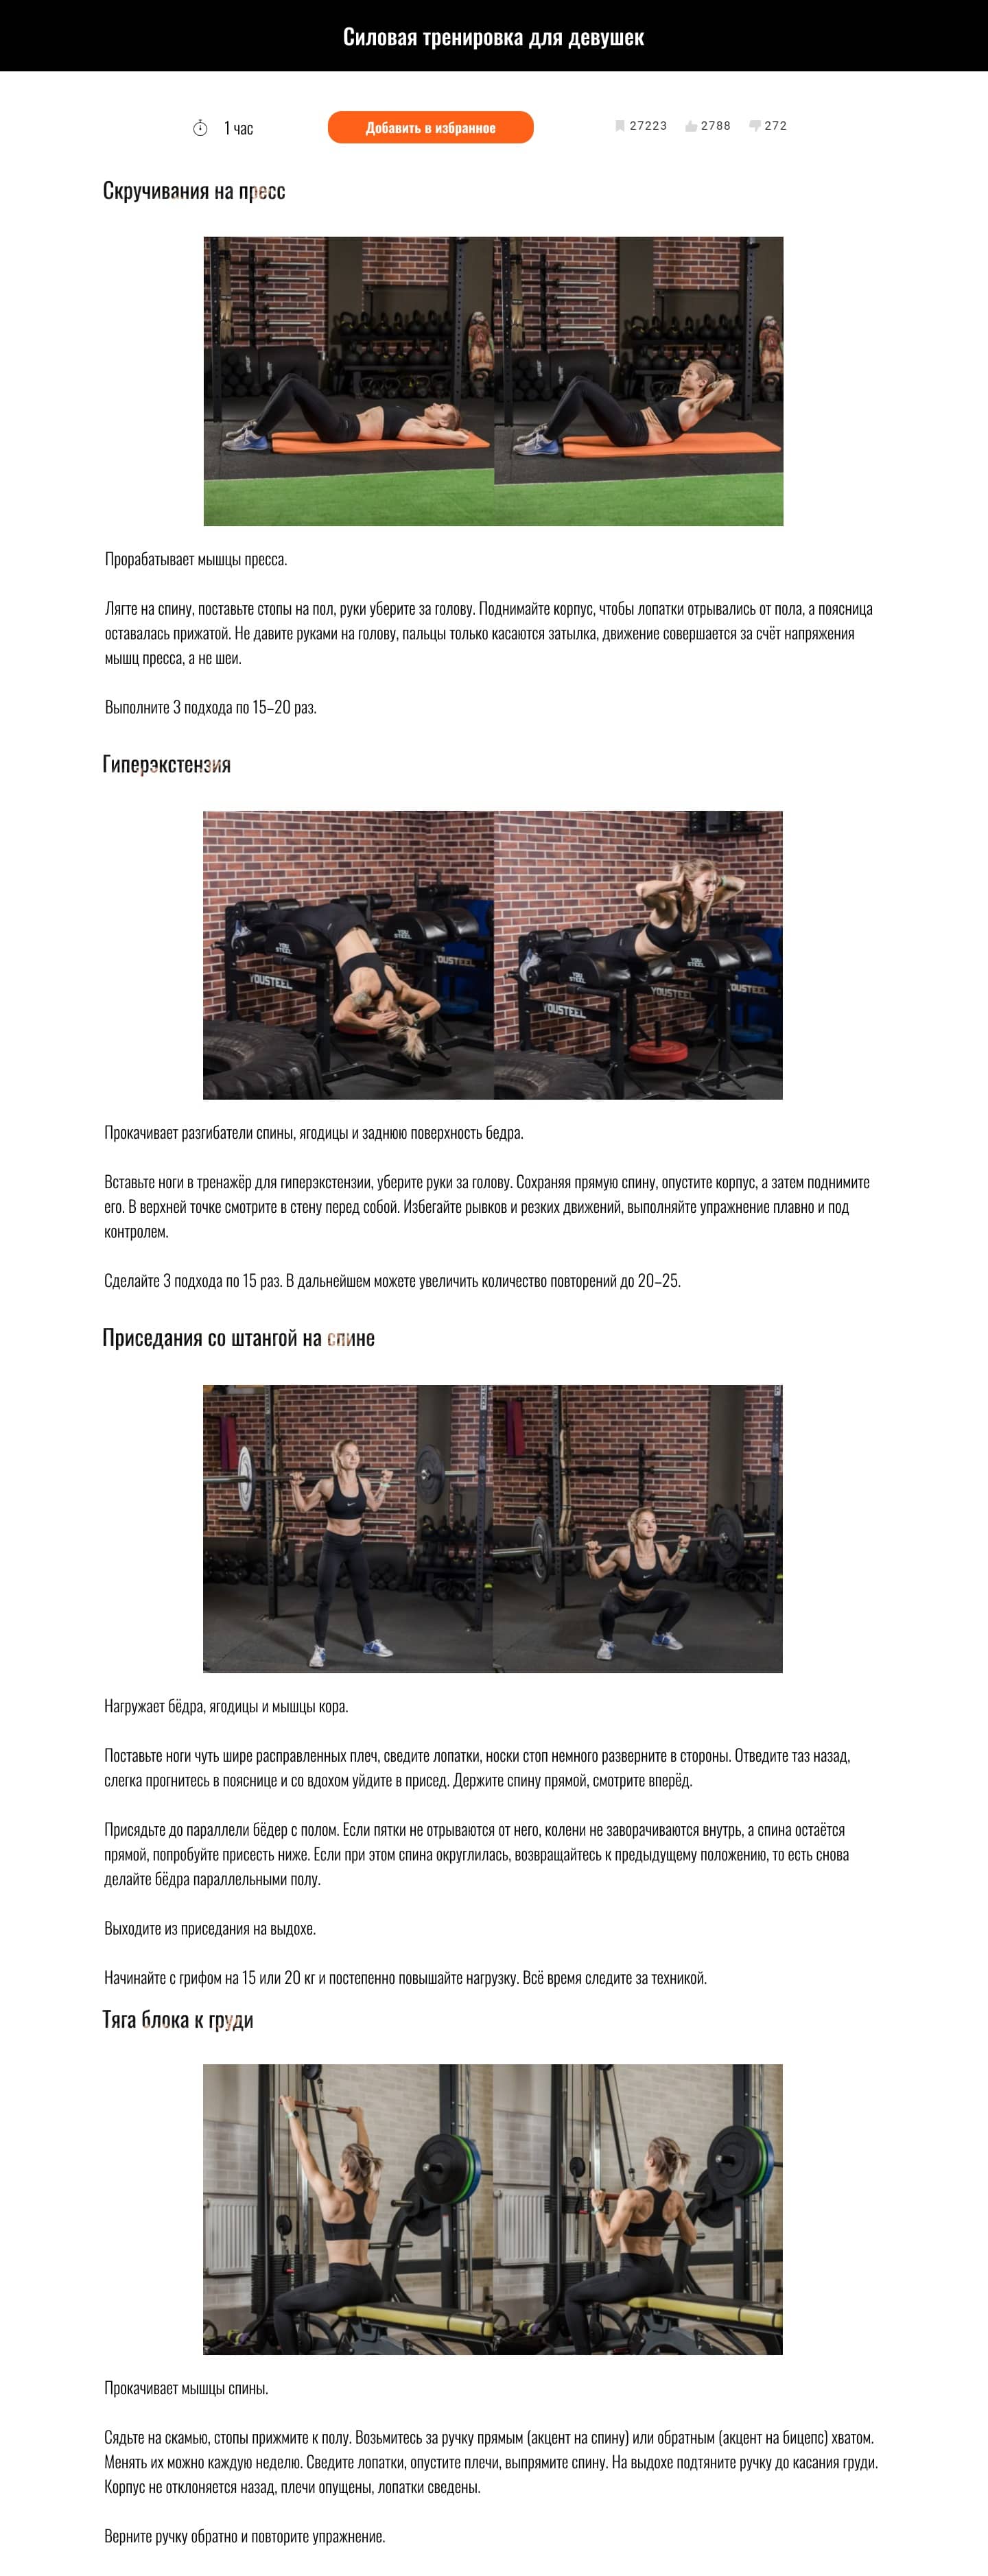 Силовая тренировка для девушек
1 час
Добавить в избранное
27223
2788
272
Скручивания на пресс
Прорабатывает мышцы пресса.
Лягте на спину, поставьте стопы на пол, руки уберите за голову. Поднимайте корпус, чтобы лопатки отрывались от пола, а поясница
оставалась прижатой. Не давите руками на голову, пальцы только касаются затылка, движение совершается за счёт напряжения
мышц пресса, а не шеи.
Выполните 3 подхода по 15–20 раз.
Гиперэкстензия
YOU STEEL
YOU STEEL
YOUSTEEL
YOUSTEEL
YOU STEEL
YOU STEEL
YOUSTEEL
YOUSTEEL
YOUSTEEL
Прокачивает разгибатели спины, ягодицы и заднюю поверхность бедра.
Вставьте ноги в тренажёр для гиперэкстензии, уберите руки за голову. Сохраняя прямую спину, опустите корпус, а затем поднимите
его. В верхней точке смотрите в стену перед собой. Избегайте рывков и резких движений, выполняйте упражнение плавно и под
контролем.
Сделайте 3 подхода по 15 раз. В дальнейшем можете увеличить количество повторений до 20–25.
Приседания со штангой на спине
Нагружает бёдра, ягодицы и мышцы кора.
Поставьте ноги чуть шире расправленных плеч, сведите лопатки, носки стоп немного разверните в стороны. Отведите таз назад,
слегка прогнитесь в пояснице и со вдохом уйдите в присед. Держите спину прямой, смотрите вперёд.
Присядьте до параллели бёдер с полом. Если пятки не отрываются от него, колени не заворачиваются внутрь, а спина остаётся
прямой, попробуйте присесть ниже. Если при этом спина округлилась, возвращайтесь к предыдущему положению, то есть снова
делайте бёдра параллельными полу.
Выходите из приседания на выдохе.
Начинайте с грифом на 15 или 20 кг и постепенно повышайте нагрузку. Всё время следите за техникой.
Тяга блока к груди
Прокачивает мышцы спины.
Сядьте на скамью, стопы прижмите к полу. Возьмитесь за ручку прямым (акцент на спину) или обратным (акцент на бицепс) хватом.
Менять их можно каждую неделю. Сведите лопатки, опустите плечи, выпрямите спину. На выдохе подтяните ручку до касания груди.
Корпус не отклоняется назад, плечи опущены, лопатки сведены.
Верните ручку обратно и повторите упражнение.